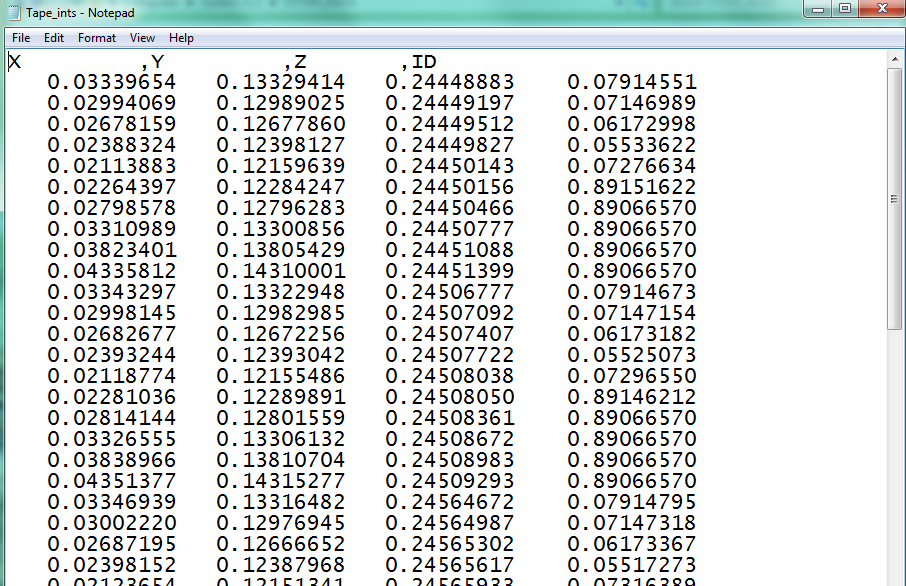 Tape_ints - Notepad
File Edit Format View Help
X ,Y ,Z ,ID
0.03339654 0.13329414 0.24448883 0.07914551
0.02994069 0.12989025 0.24449197 0.07146989
0.02678159 0.12677860 0.24449512 0.06172998
0.02388324 0.12398127 0.24449827 0.05533622
0.02113883 0.12159639 0.24450143 0.07276634
0.02264397 0.12284247 0.24450156 0.89151622
0.02798578 0.12796283 0.24450466 0.89066570
0.03310989 0.13300856 0.24450777 0.89066570
0.03823401 0.13805429 0.24451088 0.89066570
0.04335812 0.14310001 0.24451399 0.89066570
0.03343297 0.13322948 0.24506777 0.07914673
0.02998145 0.12982985 0.24507092 0.07147154
0.02682677 0.12672256 0.24507407 0.06173182
0.02393244 0.12393042 0.24507722 0.05525073
0.02118774 0.12155486 0.24508038 0.07296550
0.02281036 0.12289891 0.24508050 0.89146212
0.02814144 0.12801559 0.24508361 0.89066570
0.03326555 0.13306132 0.24508672 0.89066570
0.03838966 0.13810704 0.24508983 0.89066570
0.04351377 0.14315277 0.24509293 0.89066570
0.03346939 0.13316482 0.24564672 0.07914795
0.03002220 0.12976945 0.24564987 0.07147318
0.02687195 0.12666652 0.24565302 0.06173367
0.02398152 0.12387968 0.24565617 0.05517273
0.02123654 0.12151341 0.24565933 0.07316389